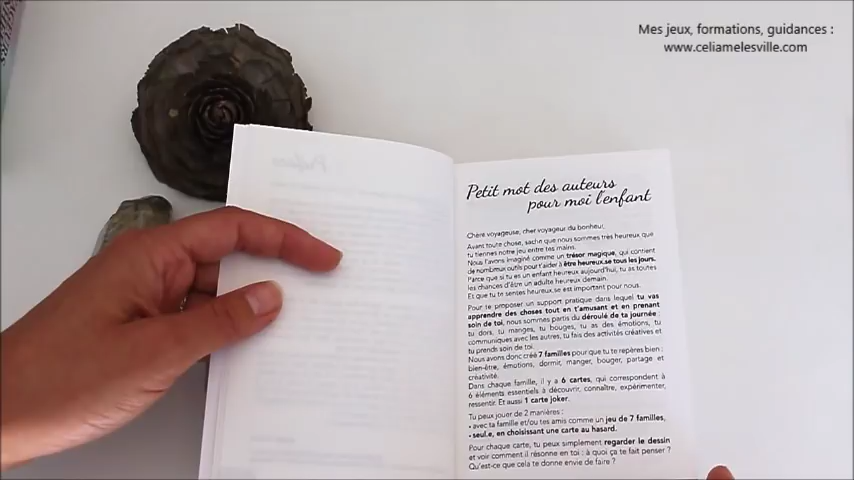 Mes jeux, formations, guidances :
www.celiamelesville.com
Petit mot des auteurs
pour moi l'enfant
Chère voyageuse, cher voyageur du bonheur,
Avant toute chose, sache que nous sommes heureux que
tu tiennes notre jeu entre tes mains.
Nous l'avons imaginé comme un trésor magique, qui contient
de nombreux outils pour t'aider à être heureux.se tous les jours.
Parce que si tu es un enfant heureux aujourd'hui, tu as toutes
les chances d'être un adulte heureux demain.
Et que tu te senses heureux.se est important pour nous.
Pour te proposer un support pratique dans lequel tu vas
apprendre des choses tout en t'amusant et en prenant
soin de toi, nous sommes partis du déroulé de ta journée :
tu dors, tu manges, tu bouges, tu as des émotions, tu
communiques avec les autres, tu fais des activités créatives et
tu prends soin de toi.
Nous avons donc créé 7 familles pour que tu te repères bien :
bien-être, émotions, dormir, manger, bouger, partage et
créativité.
Dans chaque famille, il y a 6 cartes, qui correspondent à
6 éléments essentiels à découvrir, connaître, expérimenter,
ressentir. Et aussi 1 carte joker.
Tu peux jouer de 2 manières :
• avec ta famille et/ou tes amis comme un jeu de 7 familles,
• seul.e, en choisissant une carte au hasard.
Pour chaque carte, tu peux simplement regarder le dessin
et voir comment il résonne en toi : à quoi ça te fait penser ?
Qu'est-ce que cela te donne envie de faire ?